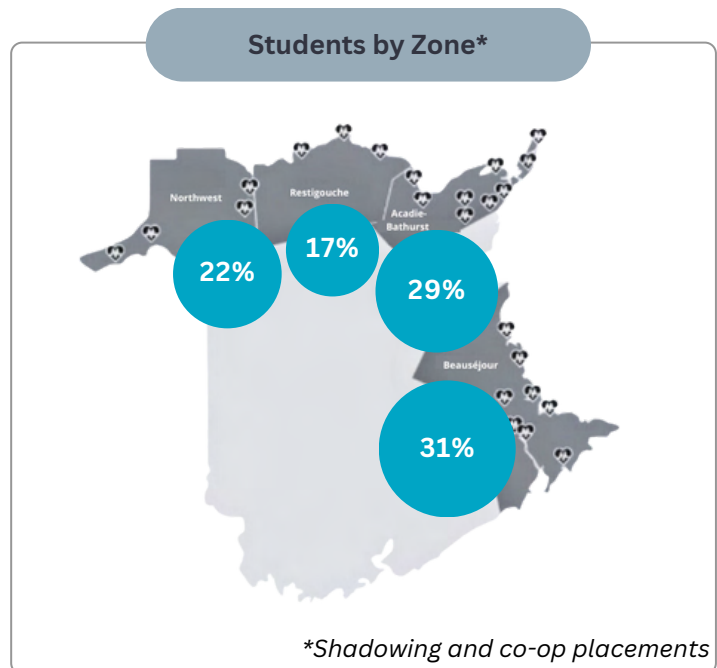 Students by Zone*
Northwest
Restigouche
Acadie-
Bathurst
22%
17%
29%
Beauséjour
31%
*Shadowing and co-op placements